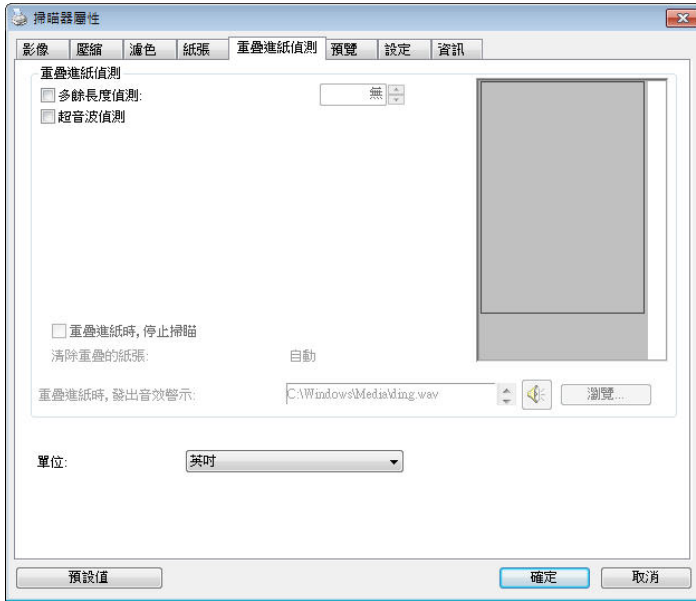 掃瞄器屬性
影像 壓縮 濾色 紙張 重疊進紙偵測 預覽 設定 資訊
重疊進紙偵測
多餘長度偵測: 無
超音波偵測
重疊進紙時, 停止掃瞄
清除重疊的紙張: 自動
重疊進紙時, 發出音效警示: C:\Windows\Media\ding.wav 瀏覽...
單位: 英吋
預設值 確定 取消